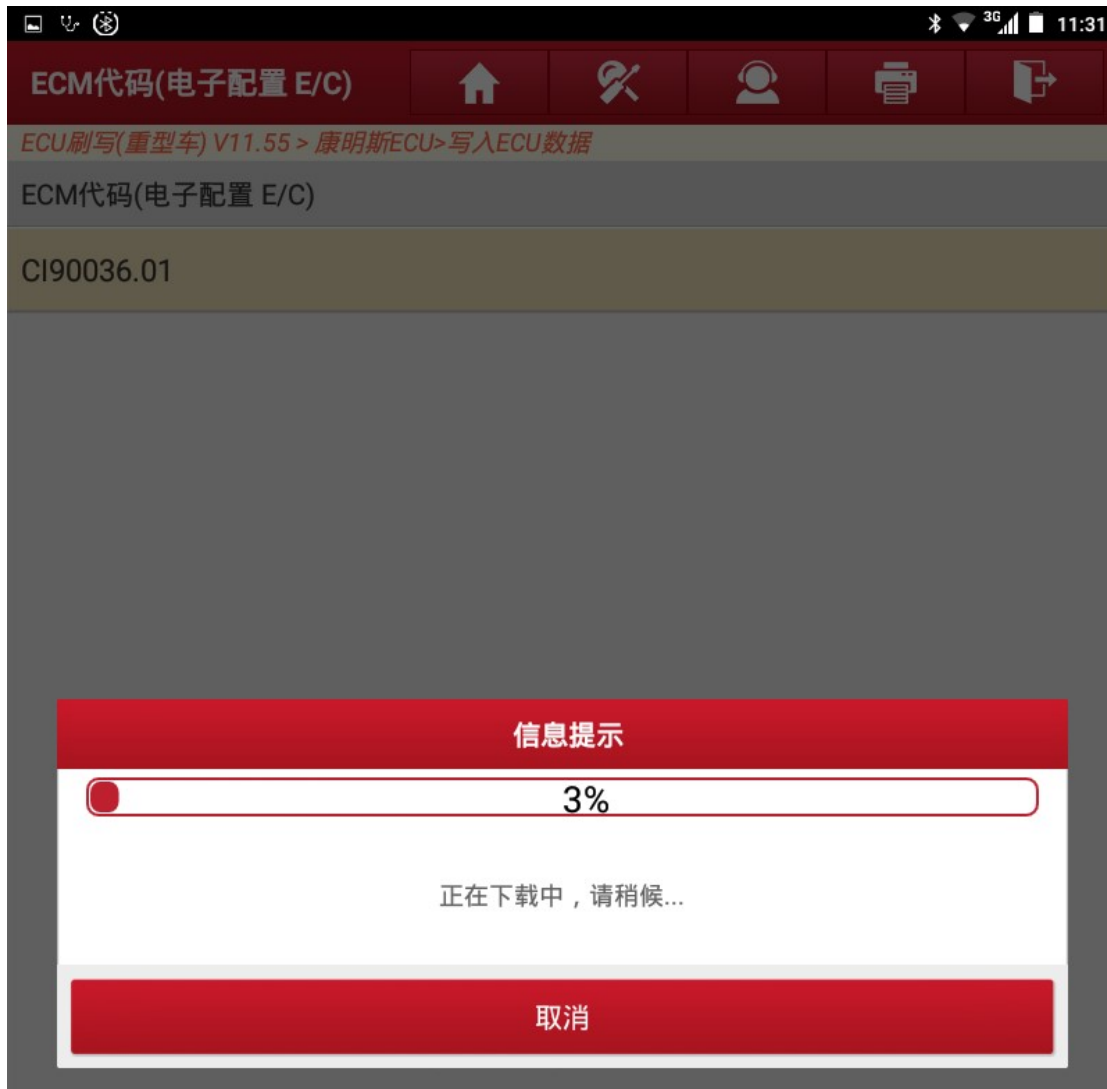 3G 11:31
ECM代码(电子配置 E/C)
ECU刷写(重型车) V11.55 > 康明斯ECU>写入ECU数据
ECM代码(电子配置 E/C)
CI90036.01
信息提示
3%
正在下载中，请稍候...
取消